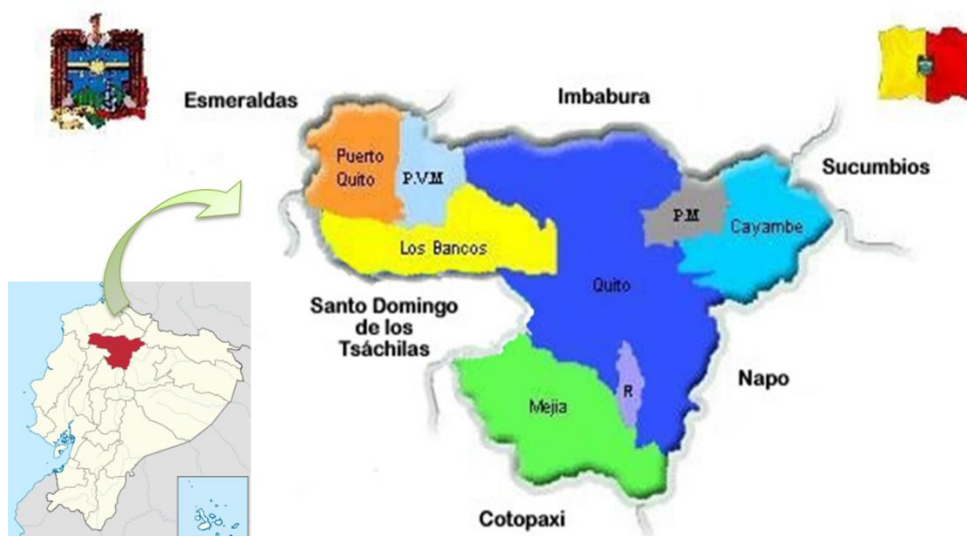 Esmeraldas
Imbabura
Sucumbios
Puerto
Quito
P.V.M
P.M
Cayambe
Los Bancos
Quito
Santo Domingo
de los
Tsáchilas
Napo
Mejia
R
Cotopaxi